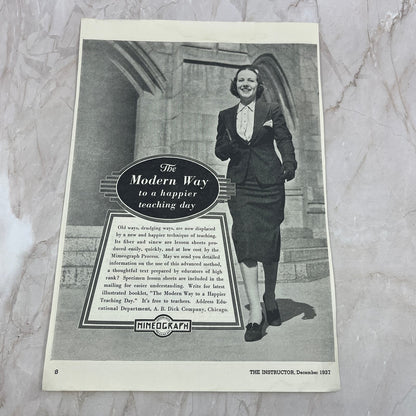 The
Modern Way
to a happier
teaching day
Old ways, drudging ways, are now displaced
by a new and happier technique of teaching.
Its fiber and sinew are lesson sheets pro-
duced easily, quickly, and at low cost by the
Mimeograph Process. May we send you detailed
information on the use of this advanced method,
a thoughtful text prepared by educators of high
rank? Specimen bonus sheets are included in the
mailing for easier understanding. Write for latest
illustrated booklet, "The Modern Way to a Happier
Teaching Day." It's free to teachers. Address Edu-
cational Department, A. B. Dick Company, Chicago.
MIMEOGRAPH
8
THE INSTRUCTOR, December 1937